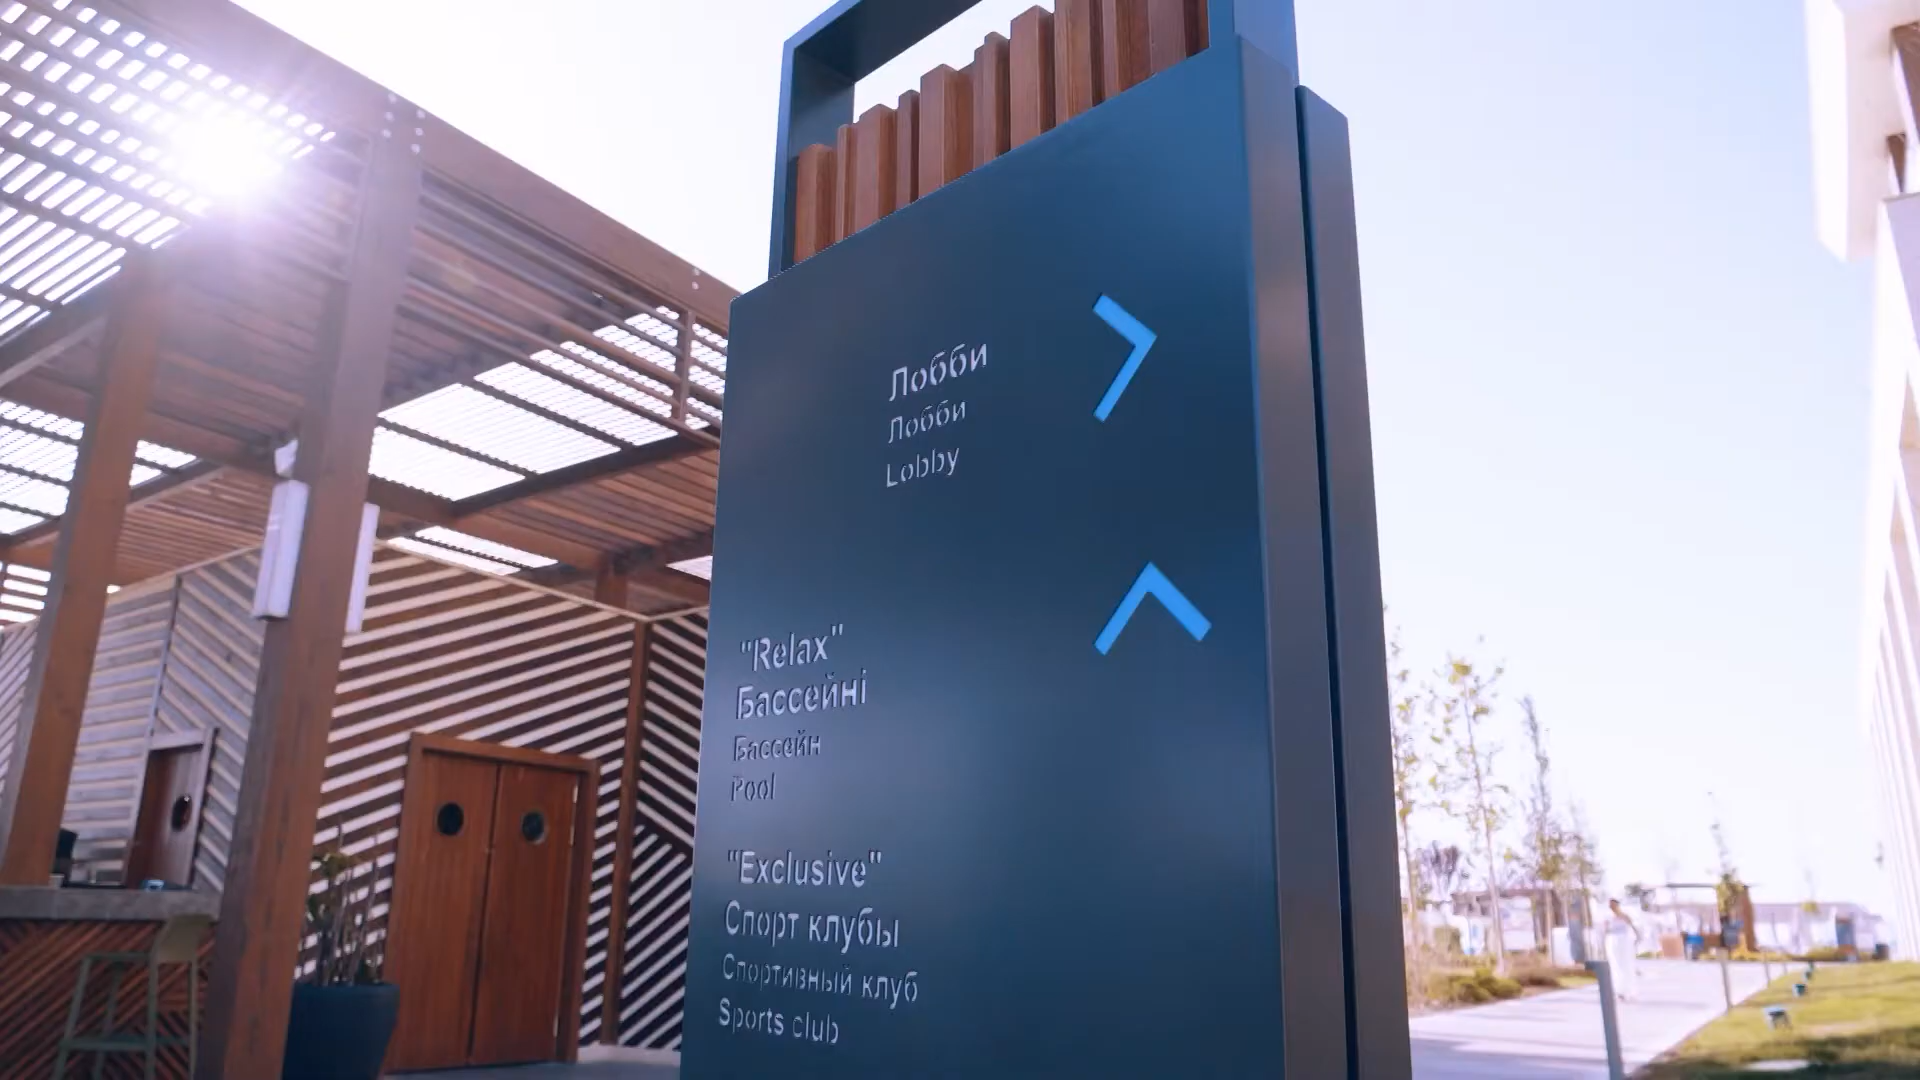 Лобби
Лобби
Lobby
"Relax"
Бассейні
Бассейн
Pool
"Exclusive"
Спорт клубы
Спортивный клуб
Sports club